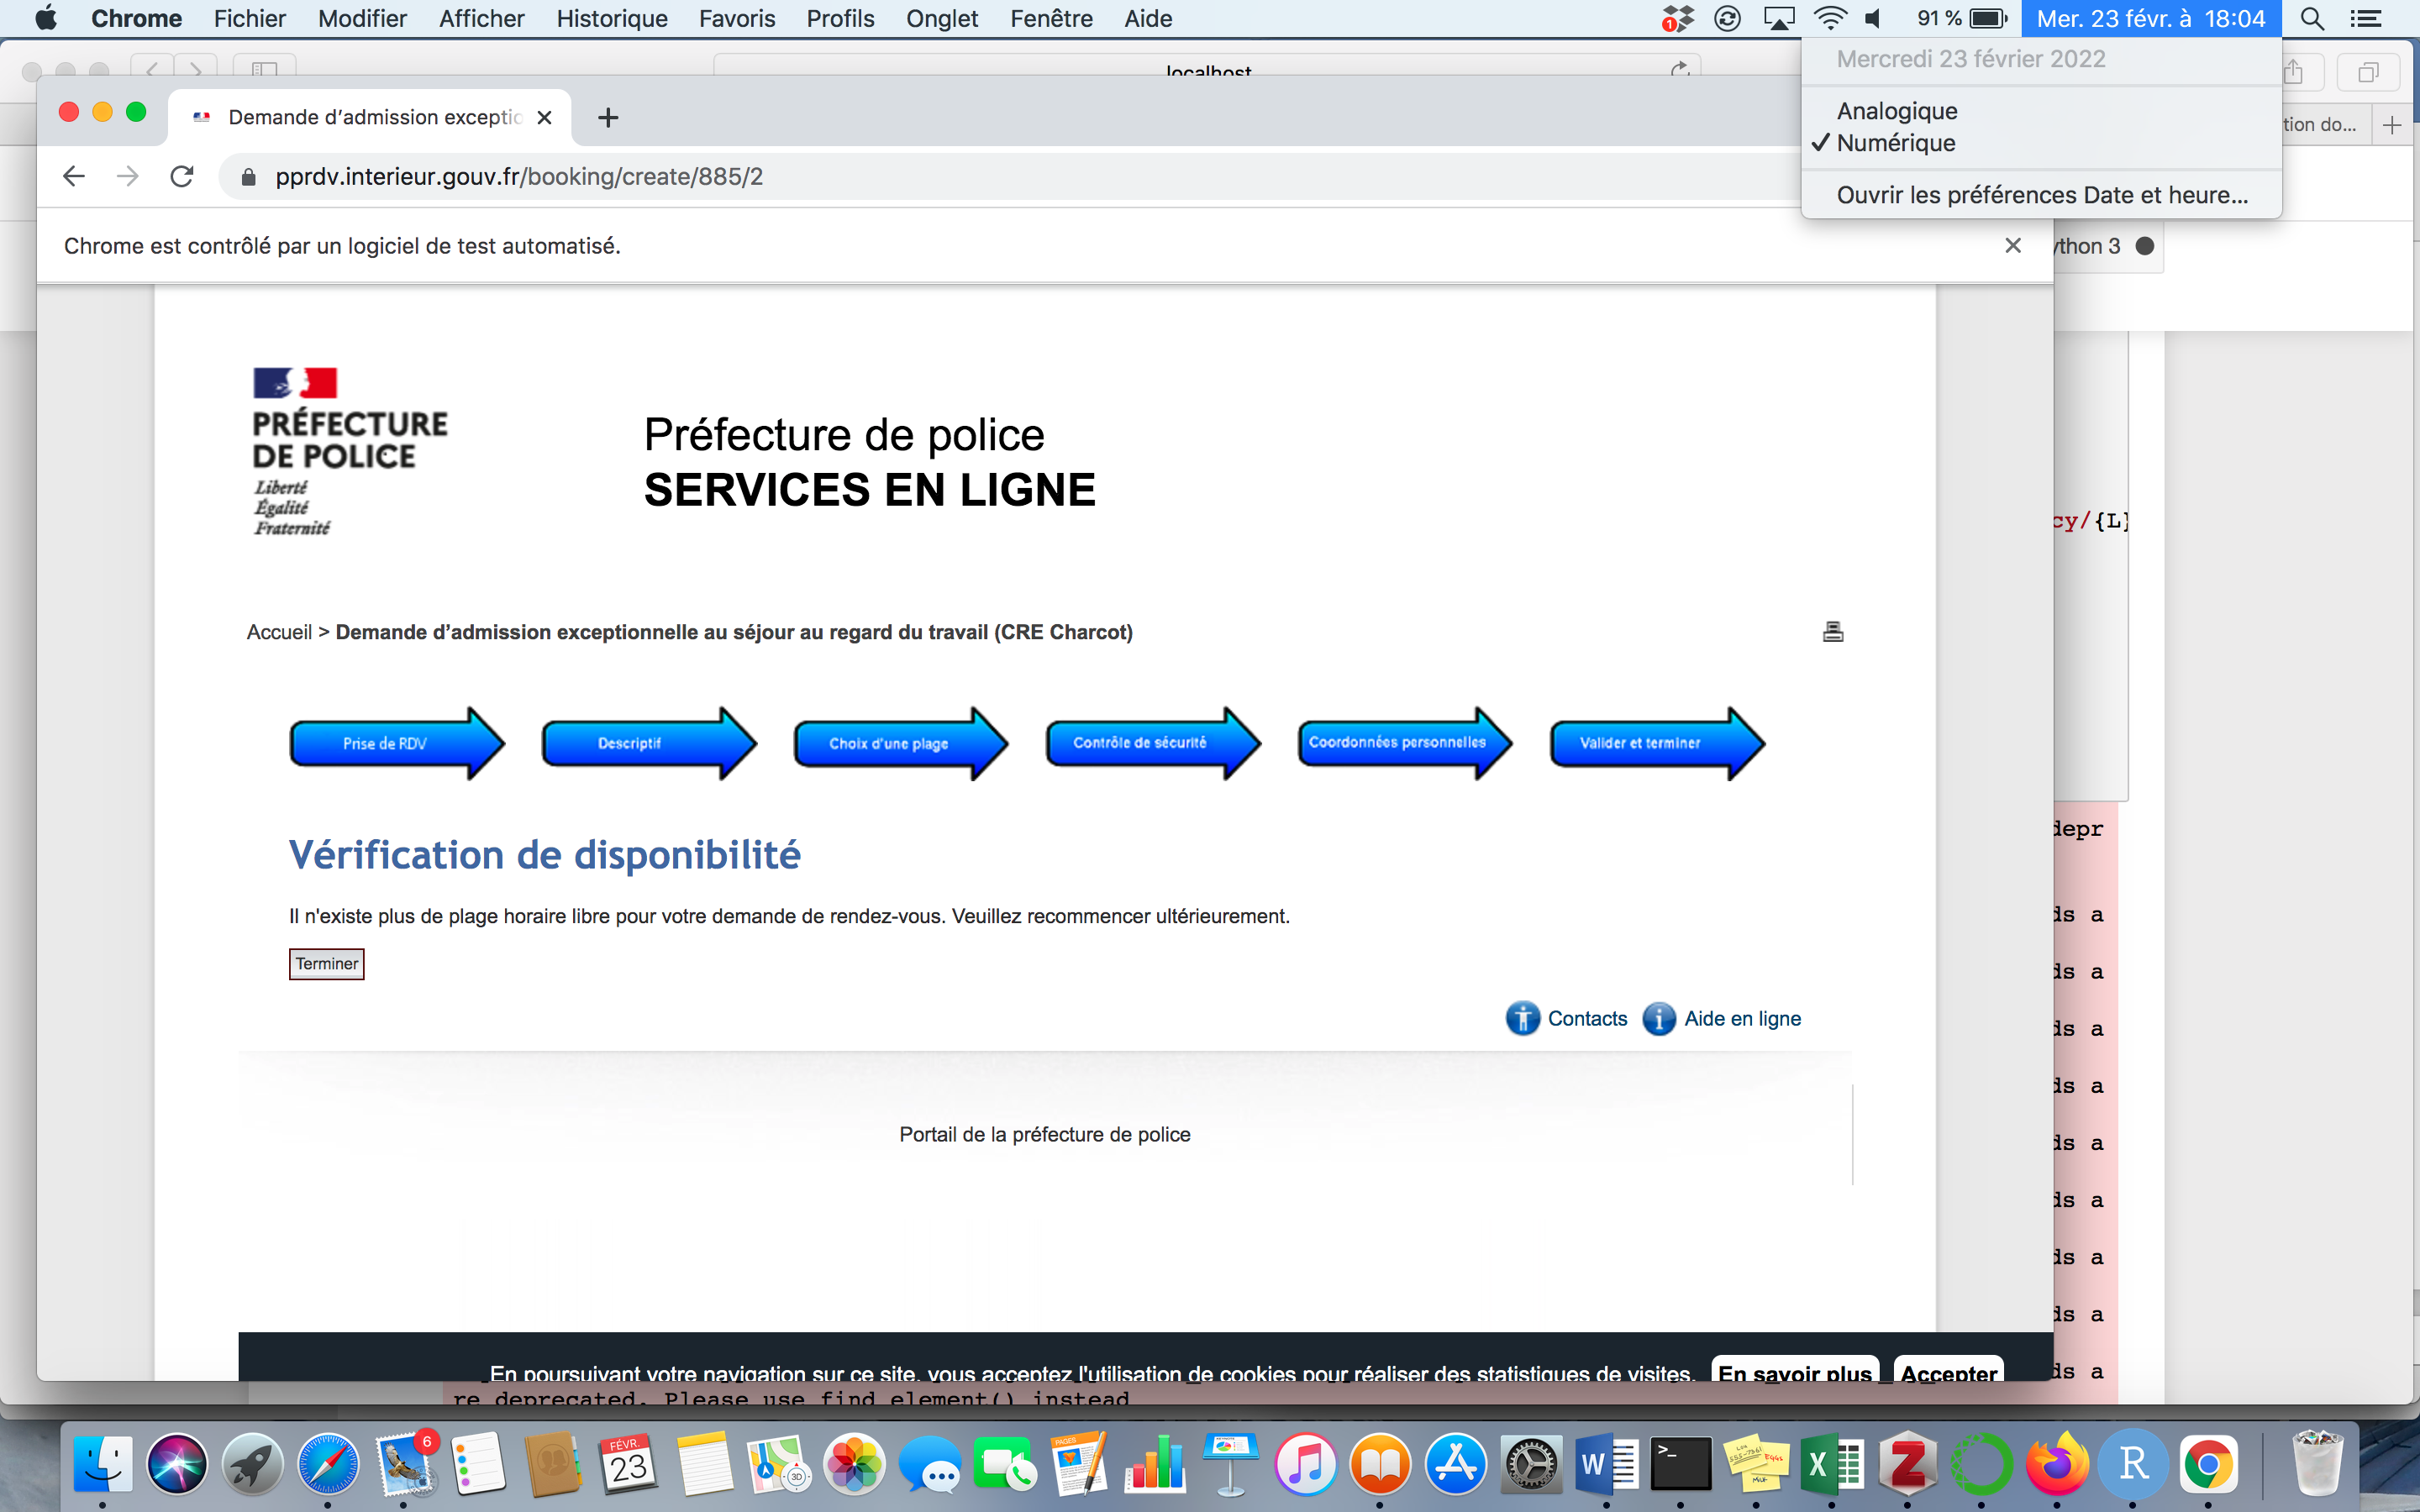 Chrome Fichier Modifier Afficher Historique Favoris Profils Onglet Fenêtre Aide
1 91 % Mer. 23 févr. à 18:04
Mercredi 23 février 2022
Analogique
✓ Numérique
Ouvrir les préférences Date et heure...
localhost
Demande d'admission exceptio
tion do...
pprdv.interieur.gouv.fr/booking/create/885/2
Chrome est contrôlé par un logiciel de test automatisé.
ython 3
PRÉFECTURE
DE POLICE
Liberté
Égalité
Fraternité
Préfecture de police
SERVICES EN LIGNE
cy/{L}
Accueil > Demande d'admission exceptionnelle au séjour au regard du travail (CRE Charcot)
Prise de RDV
Descriptif
Choix d'une plage
Contrôle de sécurité
Coordonnées personnelles
Valider et terminer
depr
Vérification de disponibilité
Il n'existe plus de plage horaire libre pour votre demande de rendez-vous. Veuillez recommencer ultérieurement.
ds a
Terminer
ds a
Contacts
Aide en ligne
ds a
ds a
Portail de la préfecture de police
ds a
ds a
ds a
ds a
En poursuivant votre navigation sur ce site, vous acceptez l'utilisation de cookies pour réaliser des statistiques de visites. En savoir plus Accepter
ds a
re deprecated. Please use find_element() instead
6
FÉVR.
23
3D
PAGES
W
>_
X
Z
R